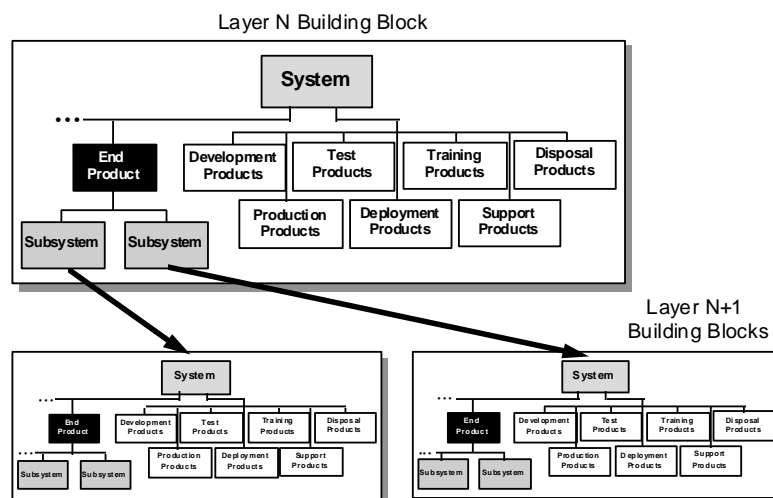 Layer N Building Block
System
...
End
Product
Development
Products
Test
Products
Training
Products
Disposal
Products
Production
Products
Deployment
Products
Support
Products
Subsystem
Subsystem
Layer N+1
Building Blocks
System
...
End
Product
Development
Products
Test
Products
Training
Products
Disposal
Products
...
Production
Products
Deployment
Products
Support
Products
Subsystem
Subsystem
System
...
End
Product
Development
Products
Test
Products
Training
Products
Disposal
Products
...
Production
Products
Deployment
Products
Support
Products
Subsystem
Subsystem